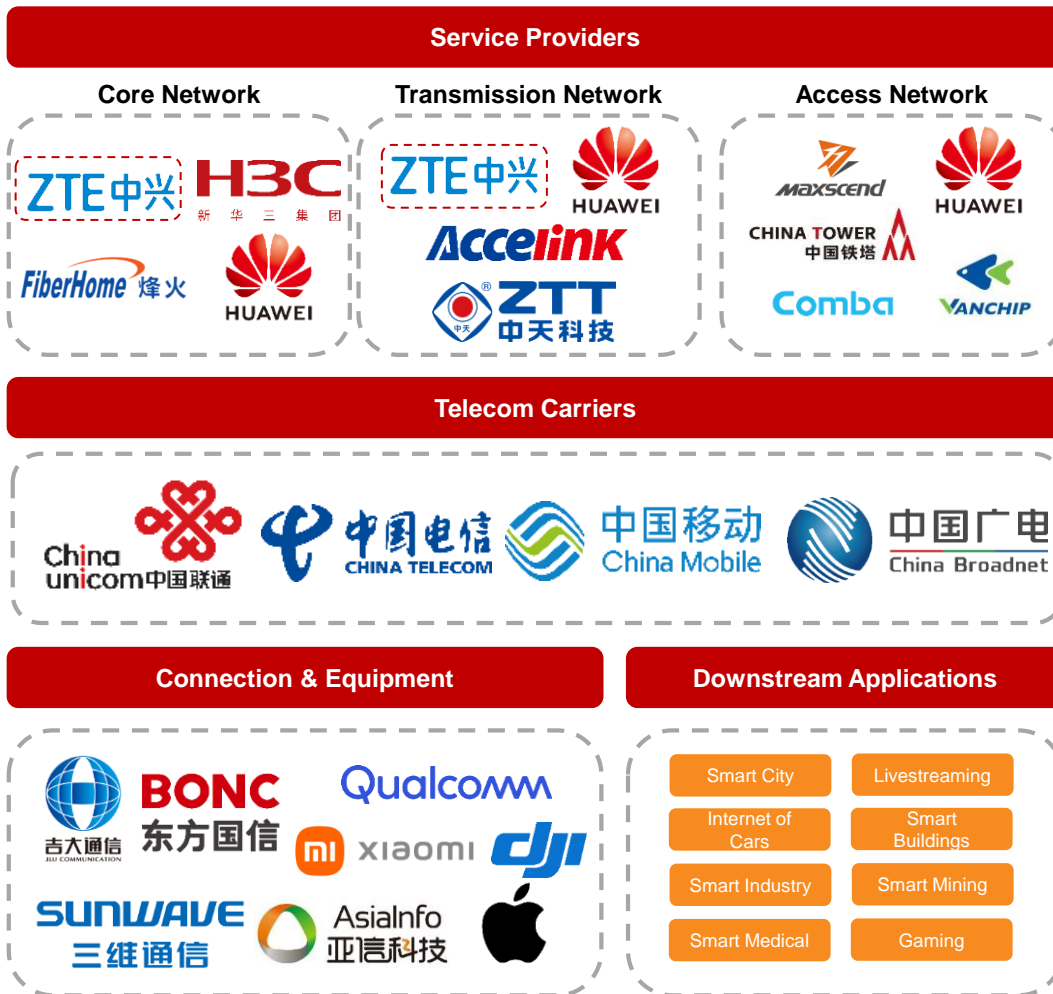 Service Providers
Core Network
Transmission Network
Access Network
ZTE中兴
H3C
新华三集团
FiberHome 烽火
HUAWEI
ZTE中兴
HUAWEI
Accelink
中天
®
ZTT
中天科技
maxscend
HUAWEI
CHINA TOWER
中国铁塔
Comba
VANCHIP
Telecom Carriers
China
unicom中国联通
中国电信
CHINA TELECOM
中国移动
China Mobile
中国广电
China Broadnet
Connection & Equipment
吉大通信
JLU COMMUNICATION
BONC
东方国信
Qualcomm
mi xiaomi
dji
SUNWAVE
三维通信
AsiaInfo
亚信科技
Downstream Applications
Smart City
Livestreaming
Internet of
Cars
Smart
Buildings
Smart Industry
Smart Mining
Smart Medical
Gaming